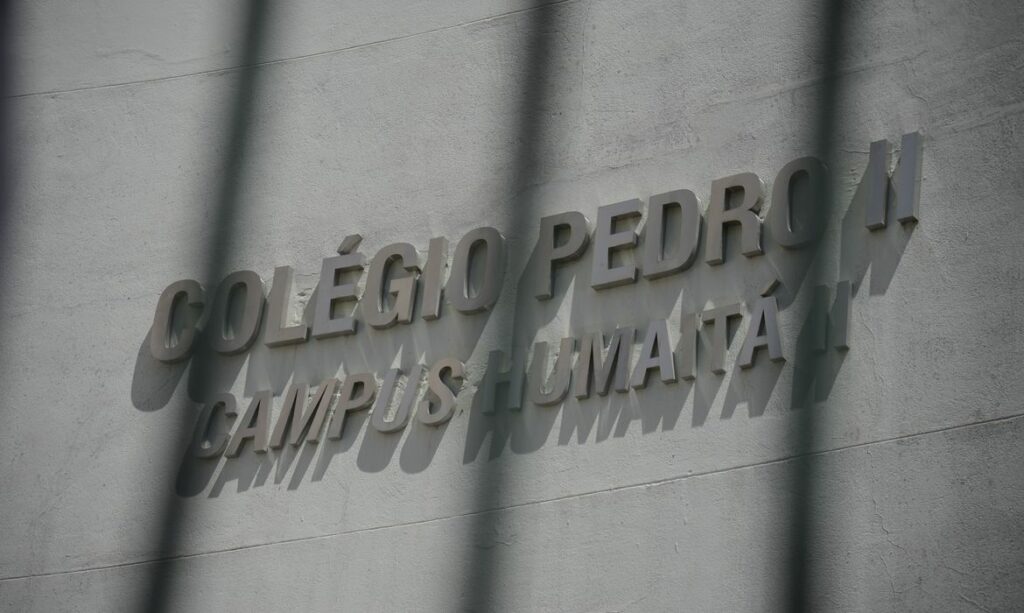 COLÉGIO PEDRO II
CAMPUS HUMAITÁ II